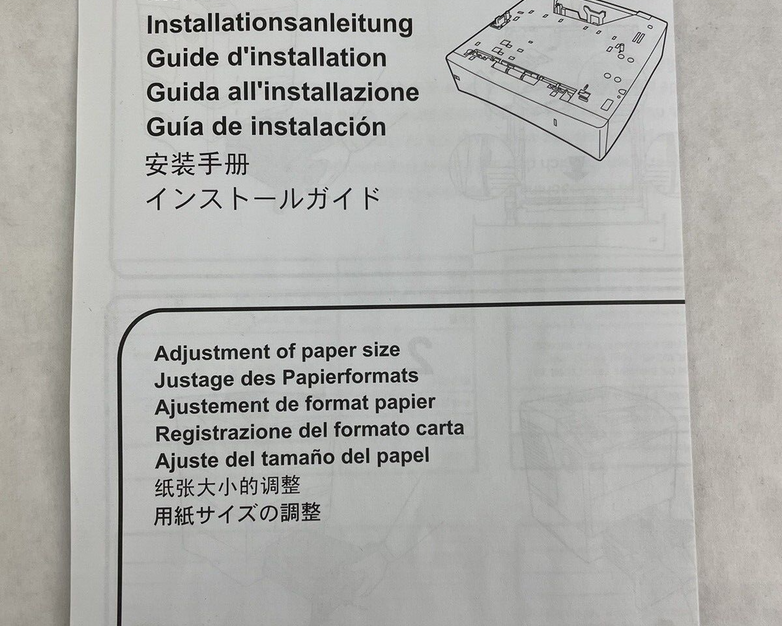 Installationsanleitung
Guide d'installation
Guida all'installazione
Guía de instalación
安装手册
インストールガイド
Adjustment of paper size
Justage des Papierformats
Ajustement de format papier
Registrazione del formato carta
Ajuste del tamaño del papel
纸张大小的调整
用紙サイズの調整